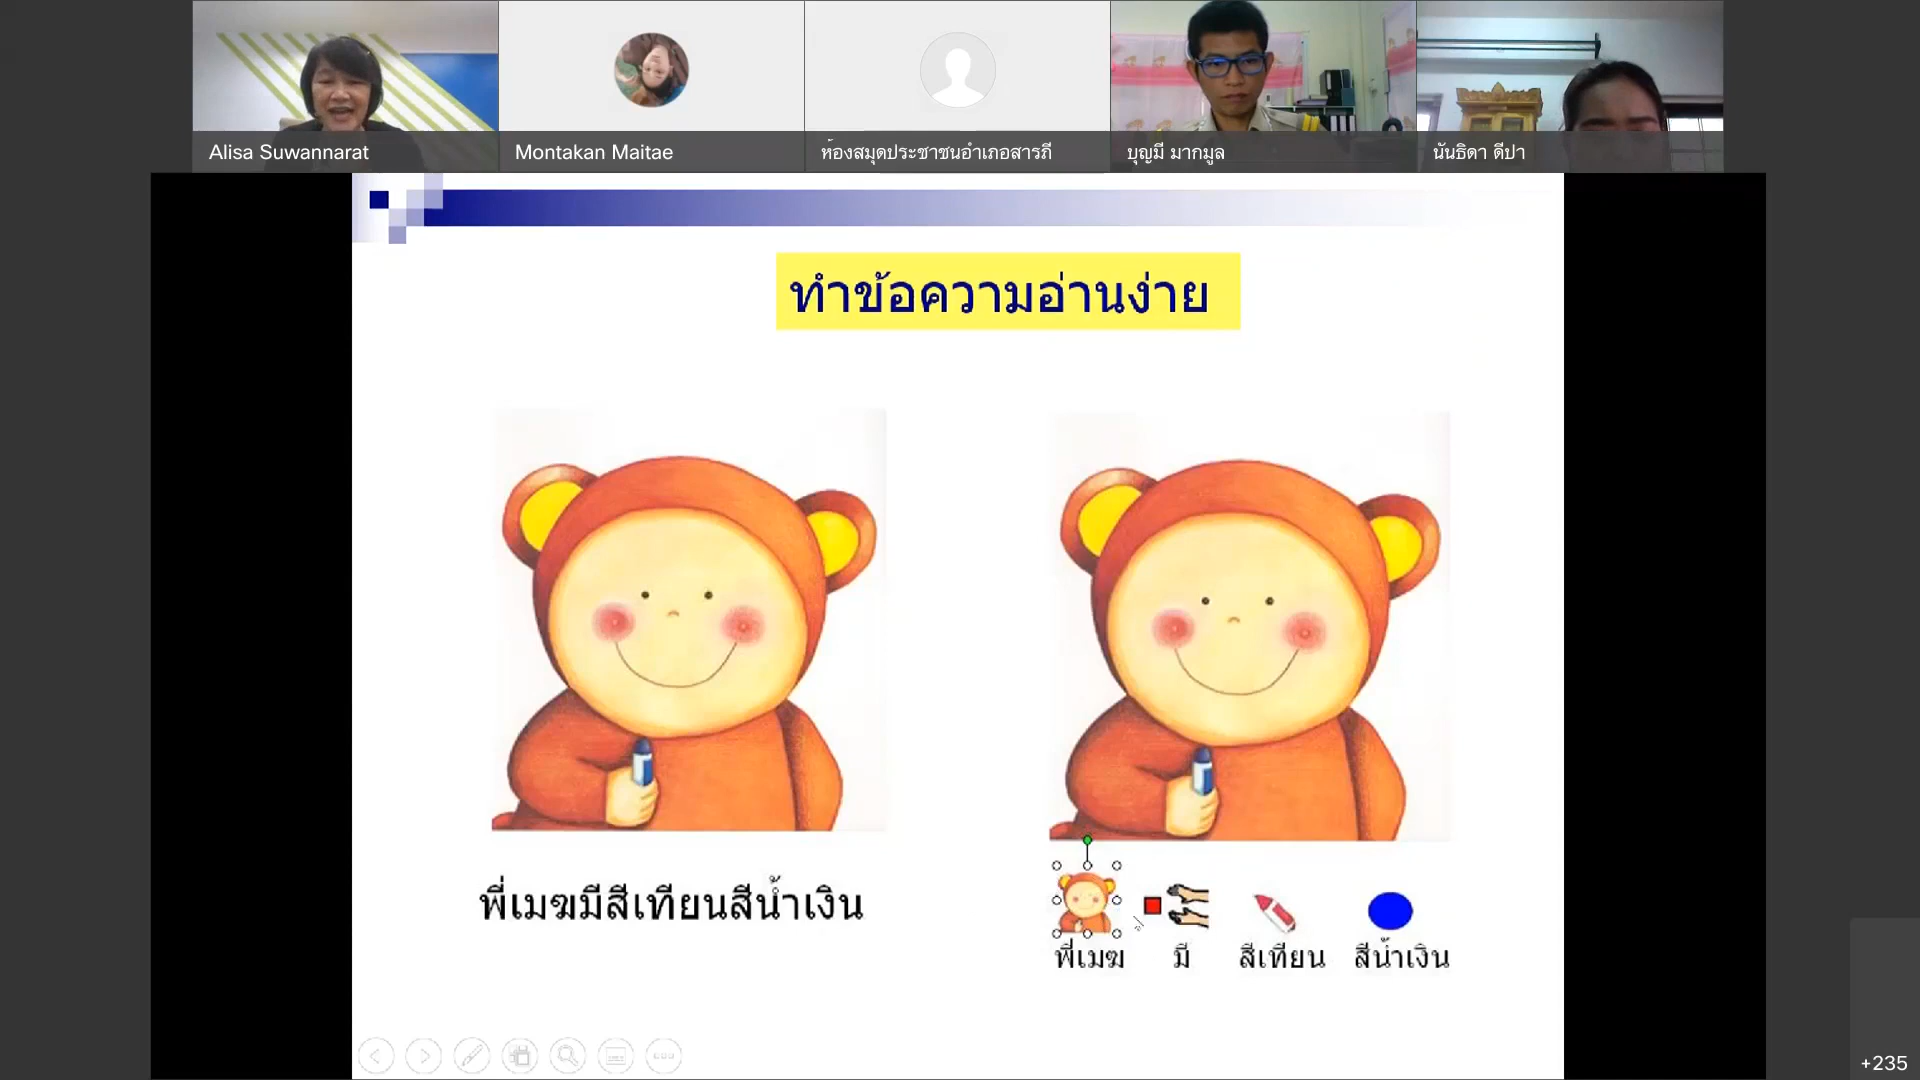 Alisa Suwannarat
Montakan Maitae
ห้องสมุดประชาชนอำเภอสารภี
บุญมี มากมูล
นันธิดา ดีปา
ทำข้อความอ่านง่าย
พี่เมฆมีสีเทียนสีน้ำเงิน
พี่เมฆ มี สีเทียน สีน้ำเงิน
+235